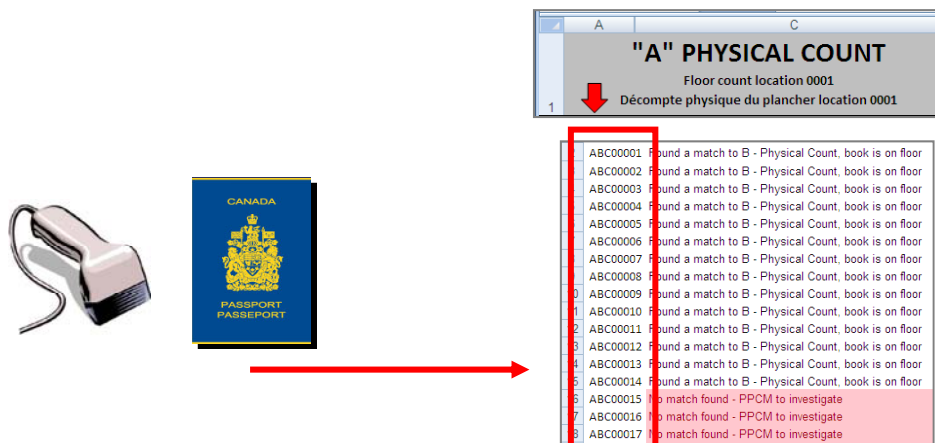 A C
"A" PHYSICAL COUNT
Floor count location 0001
1 Décompte physique du plancher location 0001
CANADA
PASSPORT
PASSEPORT
ABC00001 Found a match to B - Physical Count, book is on floor
ABC00002 Found a match to B - Physical Count, book is on floor
ABC00003 Found a match to B - Physical Count, book is on floor
ABC00004 Found a match to B - Physical Count, book is on floor
ABC00005 Found a match to B - Physical Count, book is on floor
ABC00006 Found a match to B - Physical Count, book is on floor
ABC00007 Found a match to B - Physical Count, book is on floor
ABC00008 Found a match to B - Physical Count, book is on floor
ABC00009 Found a match to B - Physical Count, book is on floor
ABC00010 Found a match to B - Physical Count, book is on floor
ABC00011 Found a match to B - Physical Count, book is on floor
ABC00012 Found a match to B - Physical Count, book is on floor
ABC00013 Found a match to B - Physical Count, book is on floor
ABC00014 Found a match to B - Physical Count, book is on floor
ABC00015 No match found - PPCM to investigate
ABC00016 No match found - PPCM to investigate
ABC00017 No match found - PPCM to investigate